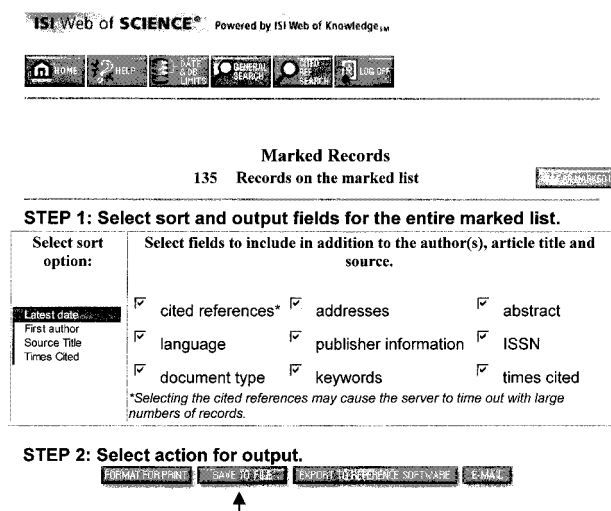 ISI Web of SCIENCE® Powered by ISI Web of Knowledge SM
HOME HELP DATE & DB LIMITS GENERAL SEARCH CITED REF SEARCH LOG OFF
Marked Records
135 Records on the marked list
STEP 1: Select sort and output fields for the entire marked list.
Select sort option:
Select fields to include in addition to the author(s), article title and source.
Latest date
First author
Source Title
Times Cited
cited references* addresses abstract
language publisher information ISSN
document type keywords times cited
*Selecting the cited references may cause the server to time out with large
numbers of records.
STEP 2: Select action for output.
FORMAT FOR PRINT SAVE TO FILE EXPORT TO REFERENCE SOFTWARE E-MAIL